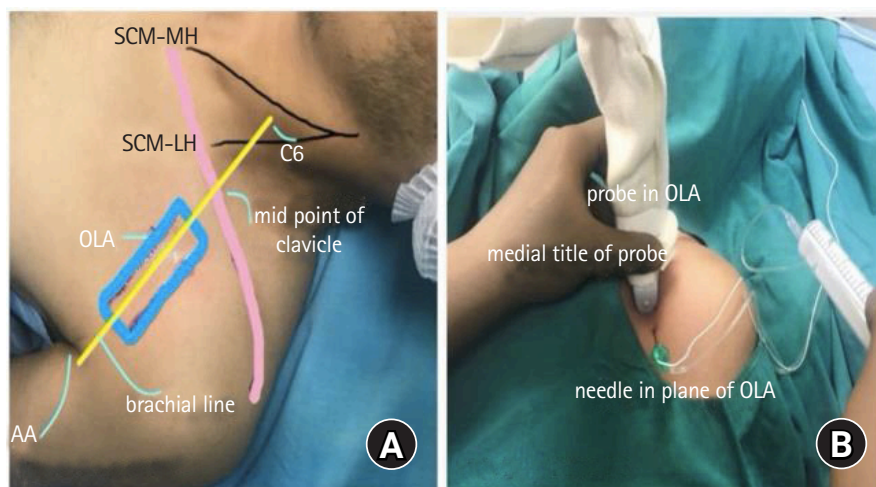 SCM-MH
SCM-LH
C6
mid point of
clavicle
OLA
brachial line
AA
A
probe in OLA
medial title of probe
needle in plane of OLA
B